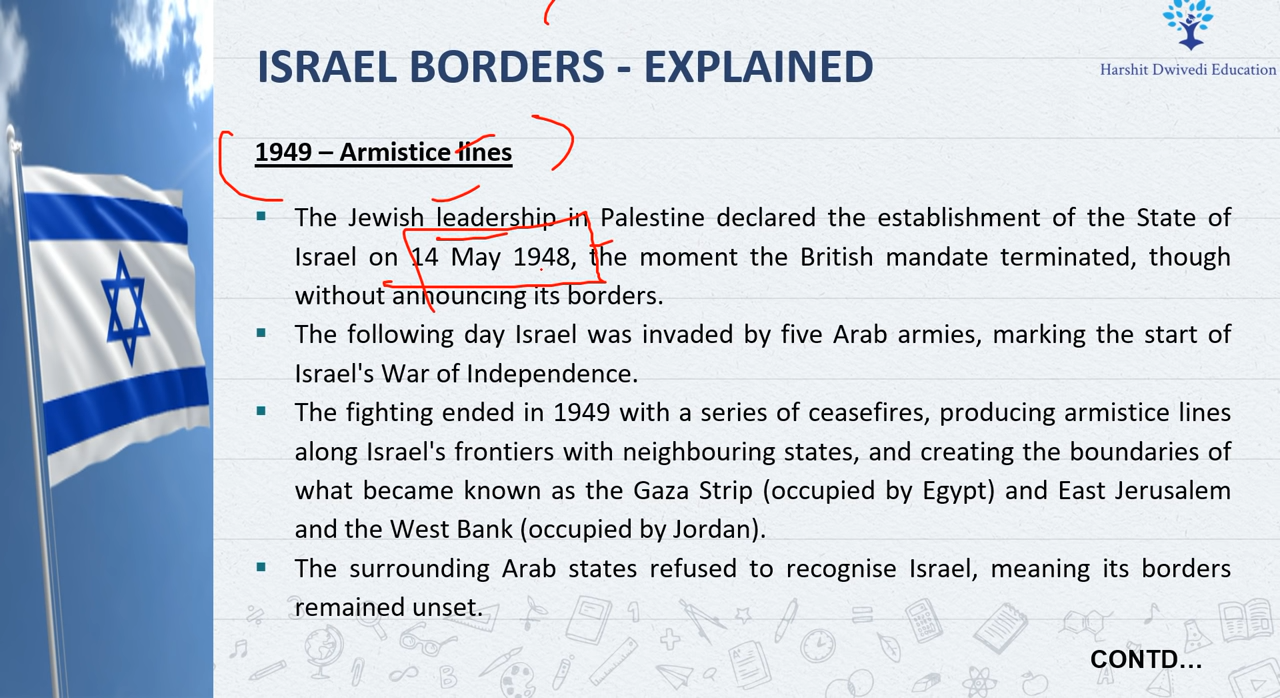 Harshit Dwivedi Education
ISRAEL BORDERS - EXPLAINED
1949 – Armistice lines
▪ The Jewish leadership in Palestine declared the establishment of the State of
Israel on 14 May 1948, the moment the British mandate terminated, though
without announcing its borders.
▪ The following day Israel was invaded by five Arab armies, marking the start of
Israel's War of Independence.
▪ The fighting ended in 1949 with a series of ceasefires, producing armistice lines
along Israel's frontiers with neighbouring states, and creating the boundaries of
what became known as the Gaza Strip (occupied by Egypt) and East Jerusalem
and the West Bank (occupied by Jordan).
▪ The surrounding Arab states refused to recognise Israel, meaning its borders
remained unset.
CONTD...